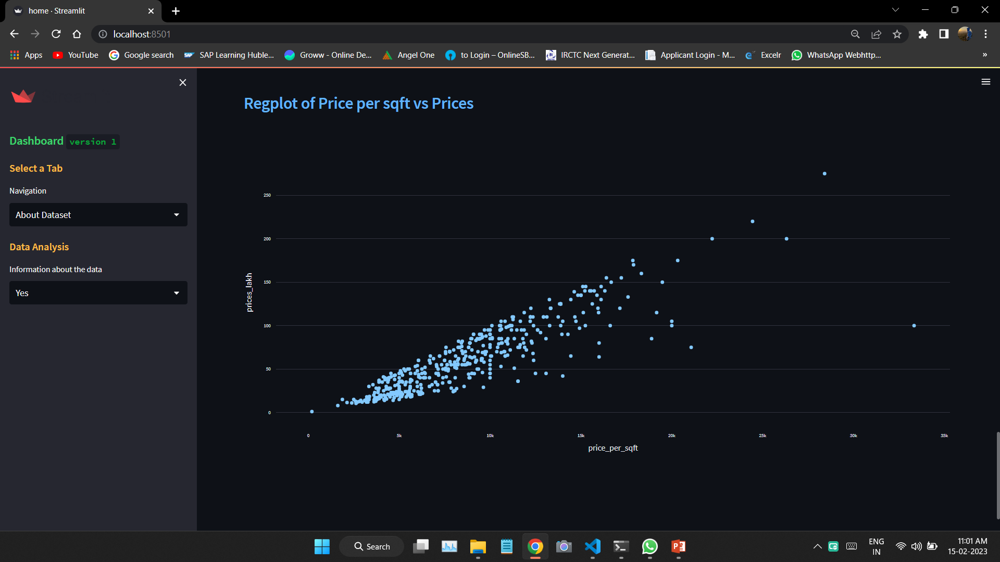 home · Streamlit
localhost:8501
Apps
YouTube
Google search
SAP Learning Huble...
Groww - Online De...
Angel One
to Login – OnlineSB...
IRCTC Next Generat...
Applicant Login - M...
Excelr
WhatsApp Webhttp...
»
Dashboard version 1
Select a Tab
Navigation
About Dataset
Data Analysis
Information about the data
Yes
Regplot of Price per sqft vs Prices
250
200
150
100
50
0
prices_lakh
0 5k 10k 15k 20k 25k 30k 35k
price_per_sqft
Search
ENG
IN
11:01 AM
15-02-2023